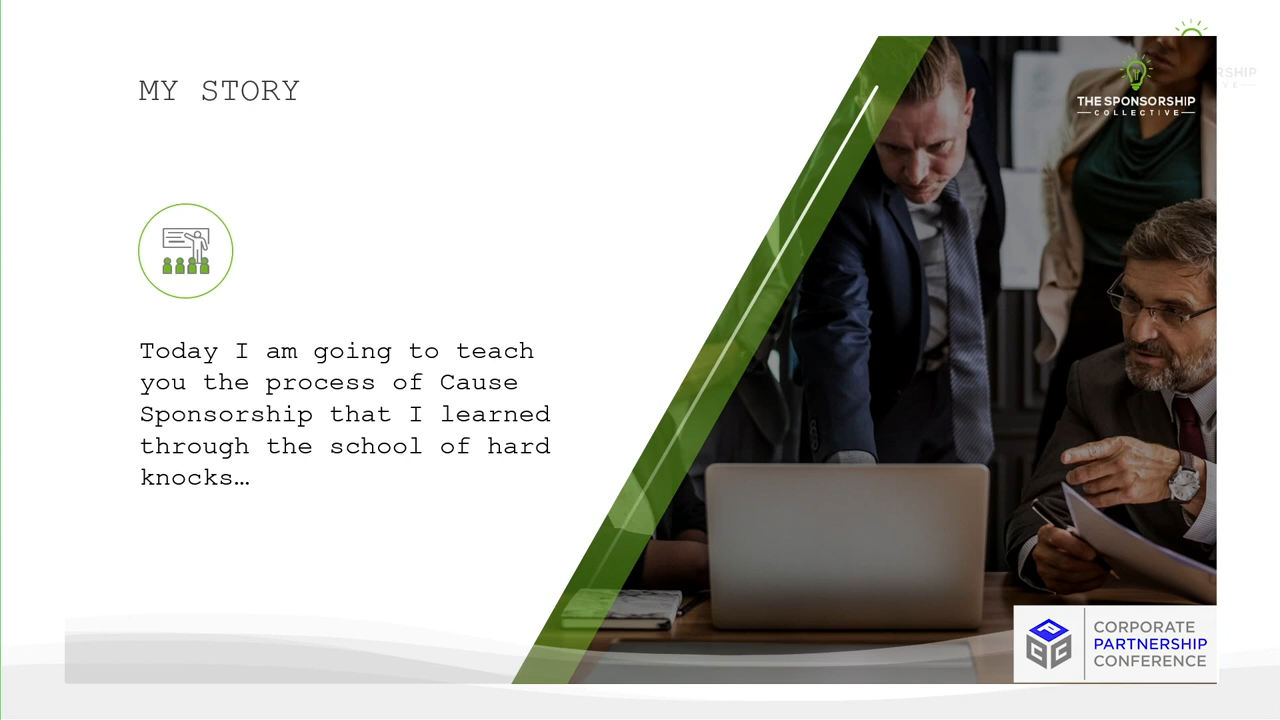 MY STORY
THE SPONSORSHIP
COLLECTIVE
Today I am going to teach
you the process of Cause
Sponsorship that I learned
through the school of hard
knocks…
CORPORATE
PARTNERSHIP
CONFERENCE